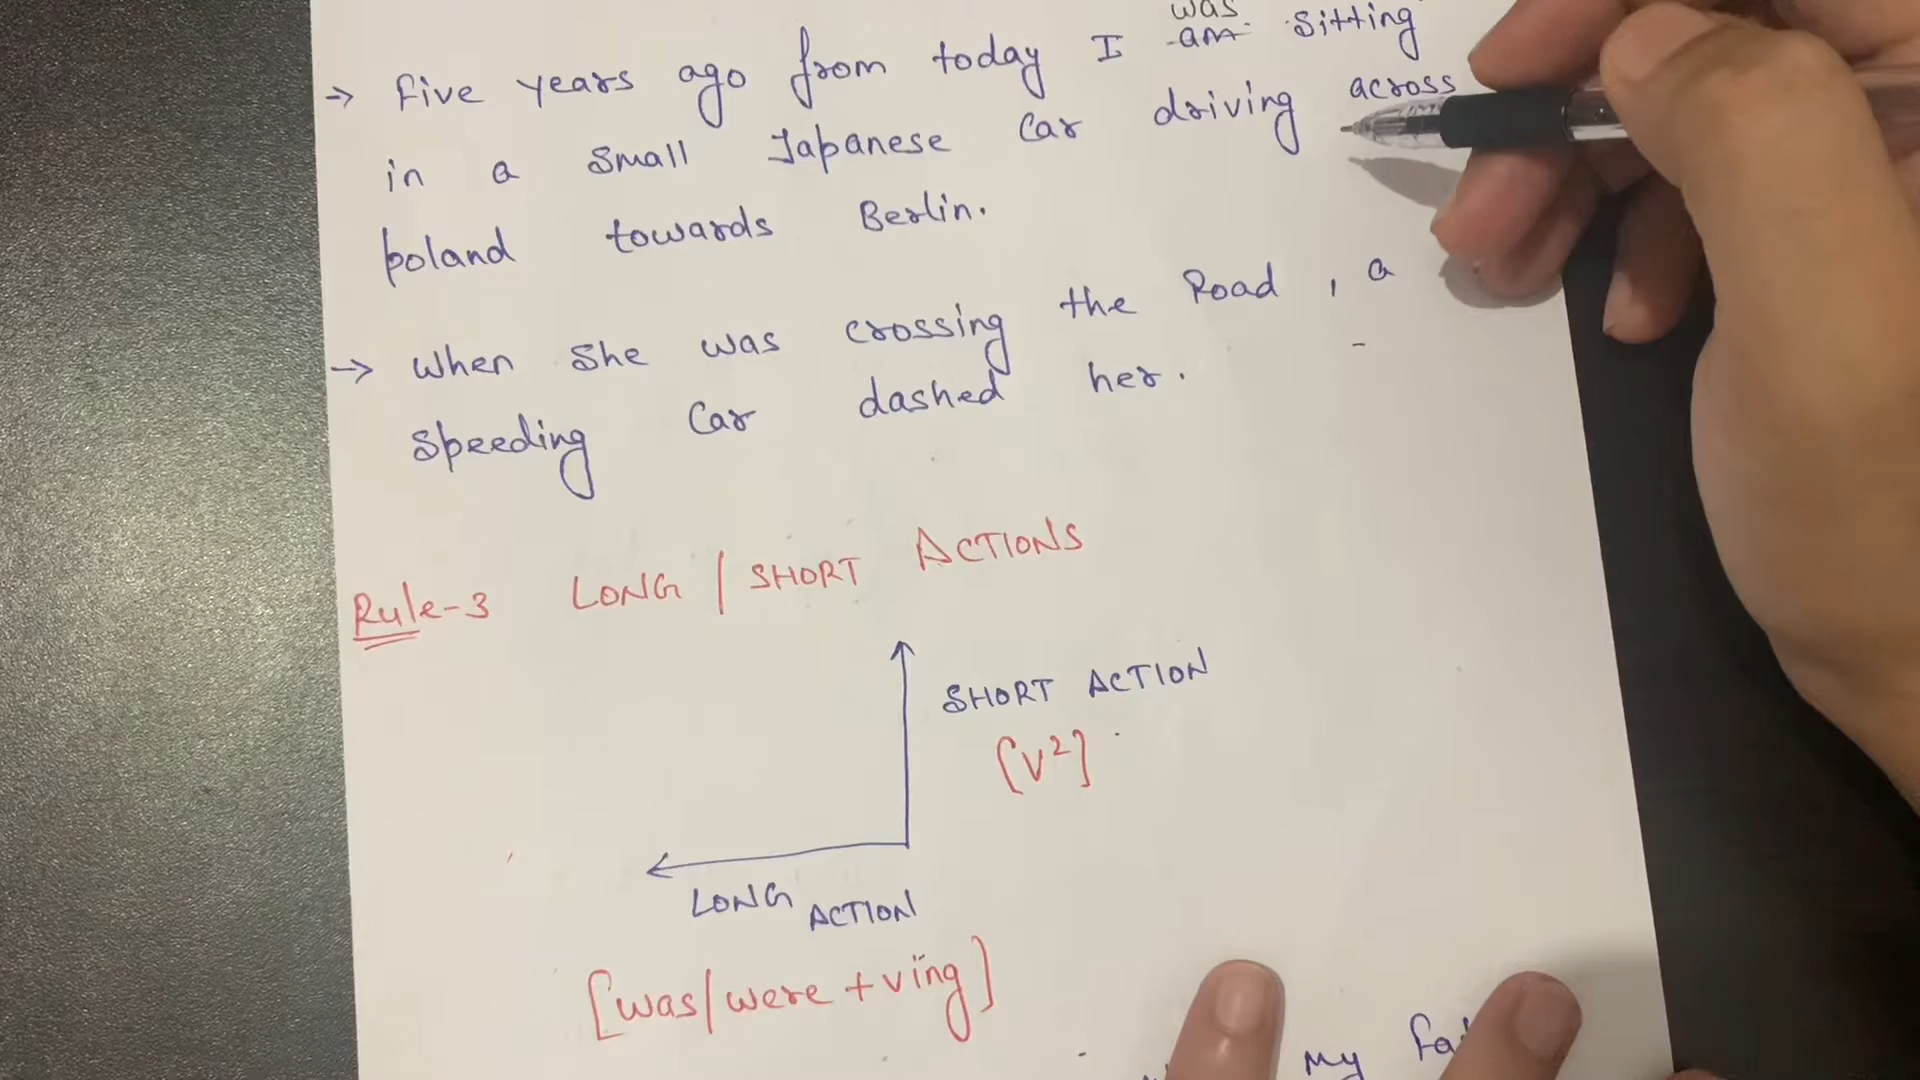 was
→ five years ago from today I am sitting
in a small Japanese car driving across
poland towards Berlin.
→ When she was crossing the Road, a
speeding car dashed her.
Rule-3 LONG / SHORT ACTIONS
SHORT ACTION
[V²]
LONG ACTION
[was/were + ving]
My